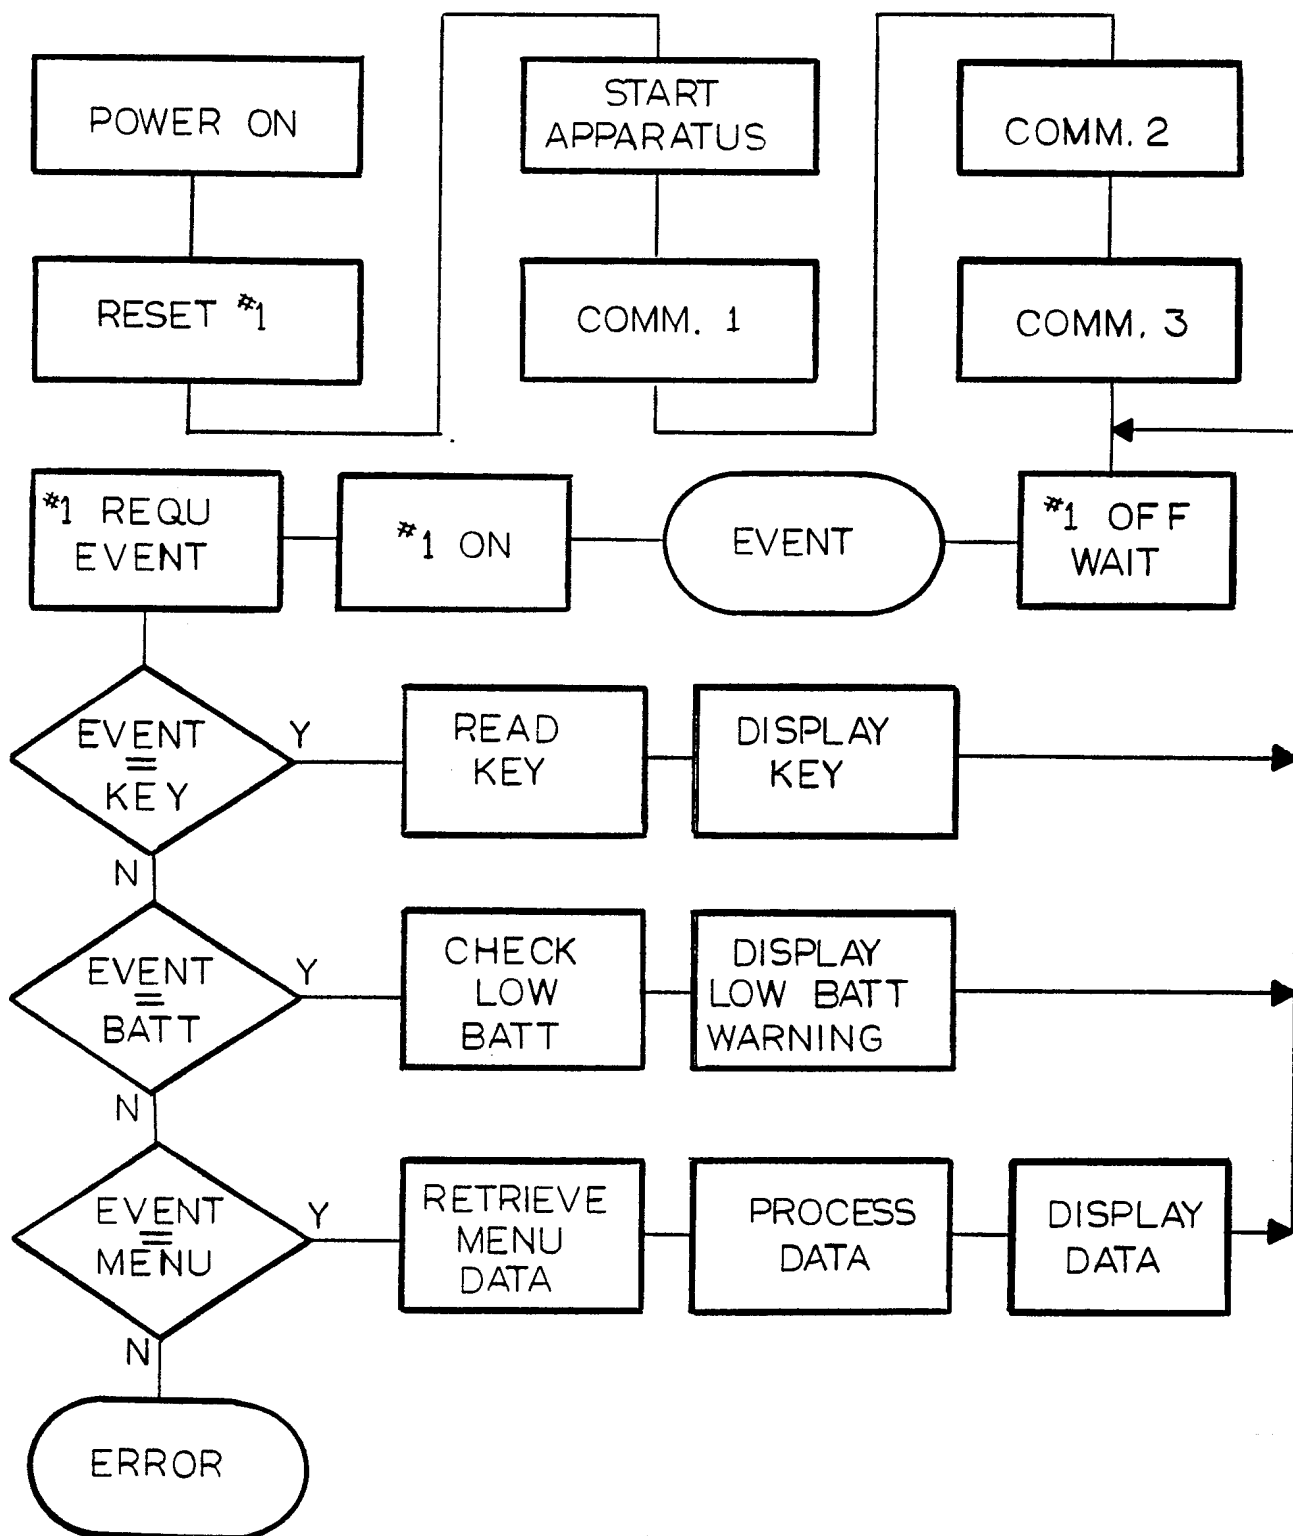 POWER ON
RESET #1
START
APPARATUS
COMM. 1
COMM. 2
COMM. 3
#1 OFF
WAIT
EVENT
#1 ON
#1 REQU
EVENT
EVENT
=
KEY
Y
READ
KEY
DISPLAY
KEY
N
EVENT
=
BATT
Y
CHECK
LOW
BATT
DISPLAY
LOW BATT
WARNING
N
EVENT
=
MENU
Y
RETRIEVE
MENU
DATA
PROCESS
DATA
DISPLAY
DATA
N
ERROR